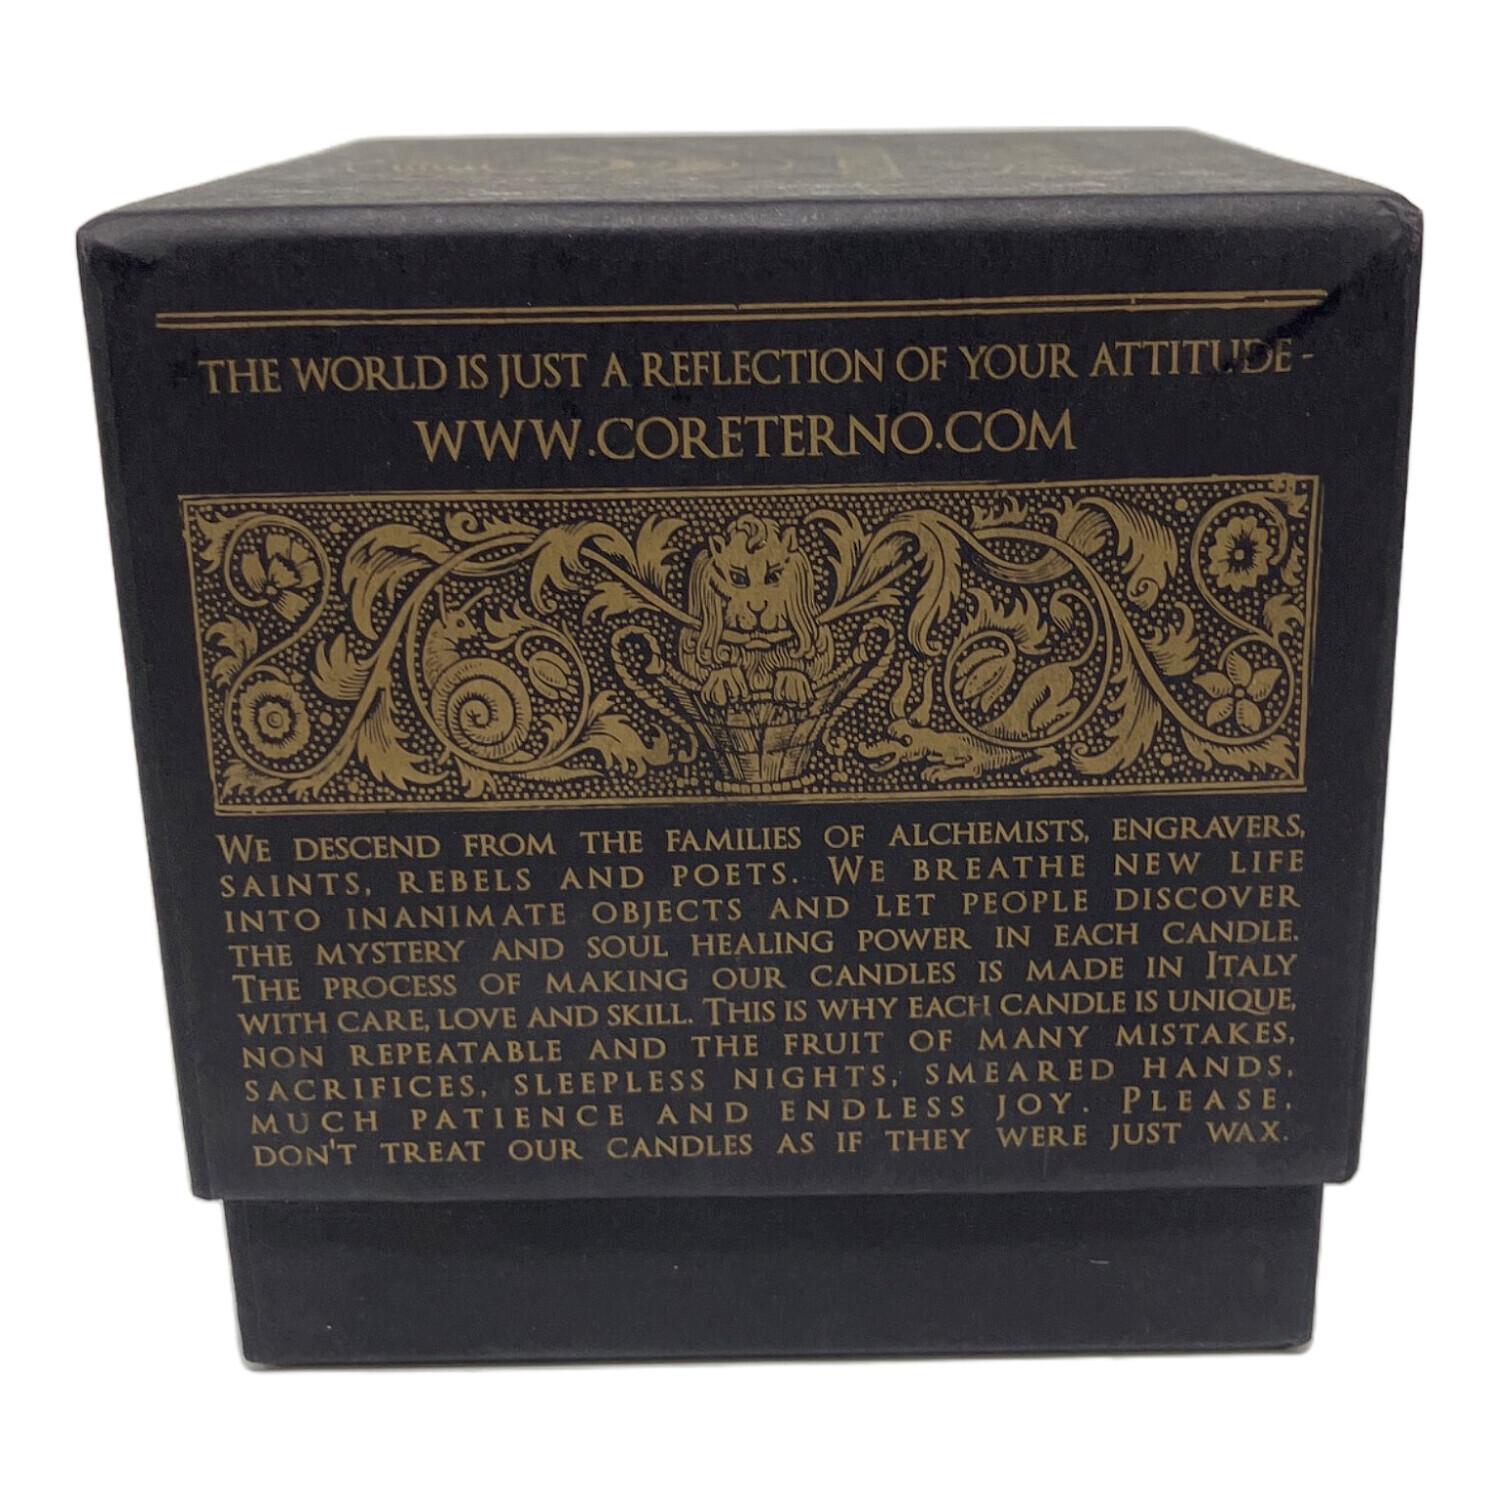 - THE WORLD IS JUST A REFLECTION OF YOUR ATTITUDE -
WWW.CORETERNO.COM
WE DESCEND FROM THE FAMILIES OF ALCHEMISTS, ENGRAVERS,
SAINTS, REBELS AND POETS. WE BREATHE NEW LIFE
INTO INANIMATE OBJECTS AND LET PEOPLE DISCOVER
THE MYSTERY AND SOUL HEALING POWER IN EACH CANDLE.
THE PROCESS OF MAKING OUR CANDLES IS MADE IN ITALY
WITH CARE, LOVE AND SKILL. THIS IS WHY EACH CANDLE IS UNIQUE,
NON REPEATABLE AND THE FRUIT OF MANY MISTAKES,
SACRIFICES, SLEEPLESS NIGHTS, SMEARED HANDS,
MUCH PATIENCE AND ENDLESS JOY. PLEASE,
DON'T TREAT OUR CANDLES AS IF THEY WERE JUST WAX.